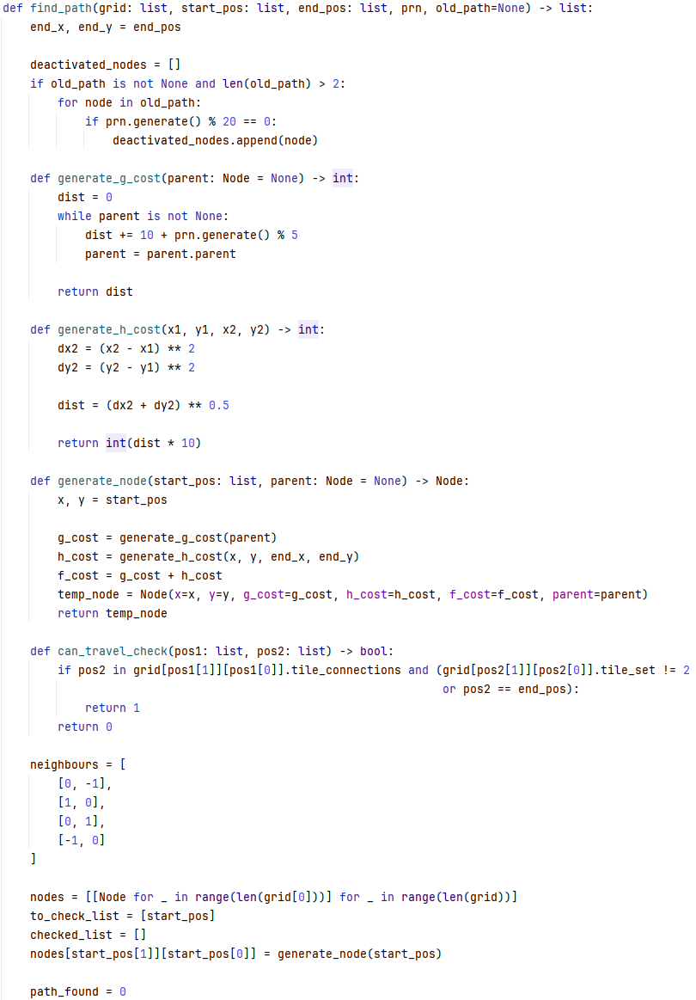 def find_path(grid: list, start_pos: list, end_pos: list, prn, old_path=None) -> list:
    end_x, end_y = end_pos

    deactivated_nodes = []
    if old_path is not None and len(old_path) > 2:
        for node in old_path:
            if prn.generate() % 20 == 0:
                deactivated_nodes.append(node)

    def generate_g_cost(parent: Node = None) -> int:
        dist = 0
        while parent is not None:
            dist += 10 + prn.generate() % 5
            parent = parent.parent

        return dist

    def generate_h_cost(x1, y1, x2, y2) -> int:
        dx2 = (x2 - x1) ** 2
        dy2 = (y2 - y1) ** 2

        dist = (dx2 + dy2) ** 0.5

        return int(dist * 10)

    def generate_node(start_pos: list, parent: Node = None) -> Node:
        x, y = start_pos

        g_cost = generate_g_cost(parent)
        h_cost = generate_h_cost(x, y, end_x, end_y)
        f_cost = g_cost + h_cost
        temp_node = Node(x=x, y=y, g_cost=g_cost, h_cost=h_cost, f_cost=f_cost, parent=parent)
        return temp_node

    def can_travel_check(pos1: list, pos2: list) -> bool:
        if pos2 in grid[pos1[1]][pos1[0]].tile_connections and (grid[pos2[1]][pos2[0]].tile_set != 2
                                                                or pos2 == end_pos):
            return 1
        return 0

    neighbours = [
        [0, -1],
        [1, 0],
        [0, 1],
        [-1, 0]
    ]

    nodes = [[Node for _ in range(len(grid[0]))] for _ in range(len(grid))]
    to_check_list = [start_pos]
    checked_list = []
    nodes[start_pos[1]][start_pos[0]] = generate_node(start_pos)

    path_found = 0